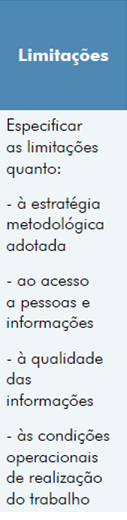 Limitações
Especificar
as limitações
quanto:
- à estratégia
metodológica
adotada
- ao acesso
a pessoas e
informações
- à qualidade
das
informações
- às condições
operacionais
de realização
do trabalho